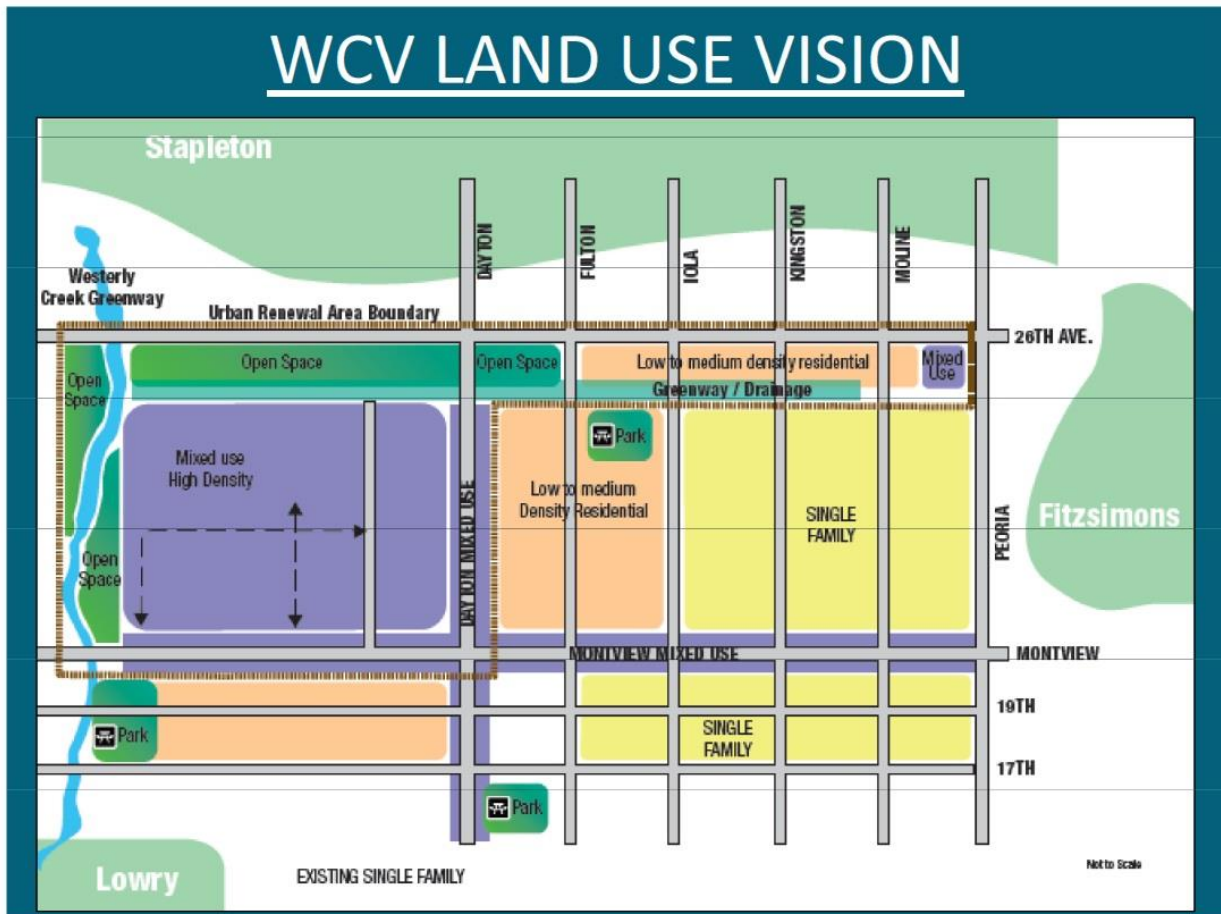 WCV LAND USE VISION
Stapleton
DAYTON
FULTON
IOLA
KINGSTON
MOLINE
Westerly
Creek Greenway
Urban Renewal Area Boundary
26TH AVE.
Open Space
Open Space
Low to medium density residential
Mixed
Use
Open
Space
Greenway / Drainage
Park
Mixed use
High Density
Low to medium
Density Residential
SINGLE
FAMILY
PEORIA
Fitzsimons
DAYTON MIXED USE
Open
Space
MONTVIEW MIXED USE
MONTVIEW
19TH
Park
SINGLE
FAMILY
17TH
Park
Lowry
EXISTING SINGLE FAMILY
Not to Scale